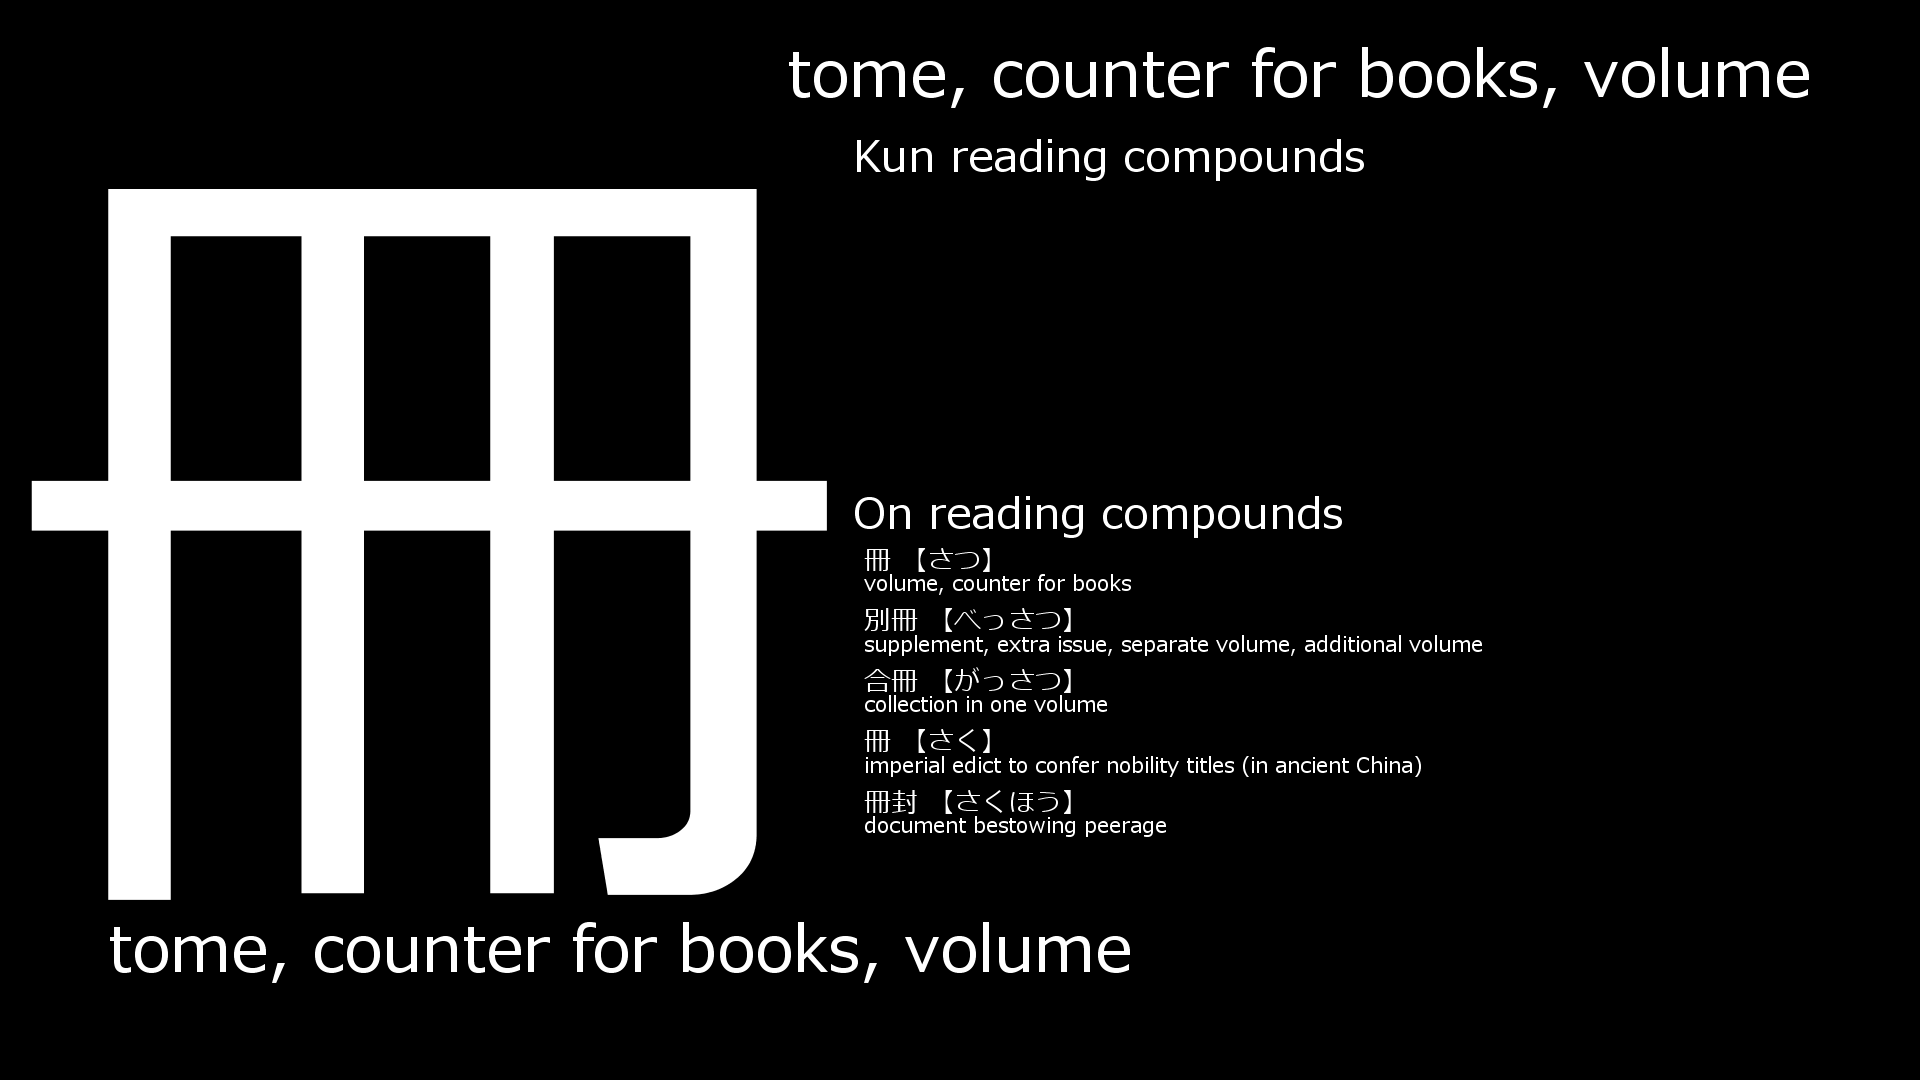 tome, counter for books, volume
Kun reading compounds
冊
On reading compounds
冊 【さつ】
volume, counter for books
別冊 【べっさつ】
supplement, extra issue, separate volume, additional volume
合冊 【がっさつ】
collection in one volume
冊 【さく】
imperial edict to confer nobility titles (in ancient China)
冊封 【さくほう】
document bestowing peerage
tome, counter for books, volume